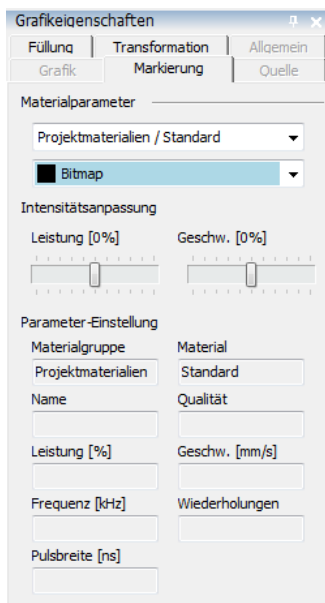 Grafikeigenschaften
Füllung Transformation Allgemein
Grafik Markierung Quelle
Materialparameter
Projektmaterialien / Standard
Bitmap
Intensitätsanpassung
Leistung [0%] Geschw. [0%]
Parameter-Einstellung
Materialgruppe Material
Projektmaterialien Standard
Name Qualität
Leistung [%] Geschw. [mm/s]
Frequenz [kHz] Wiederholungen
Pulsbreite [ns]